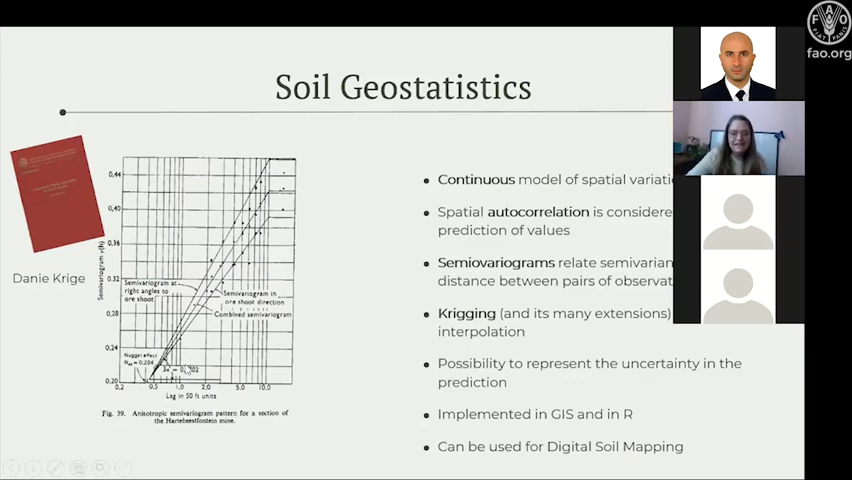 FAO
FIAT PANIS
fao.org
Soil Geostatistics
Danie Krige
Semivariogram γ(h)
0,44
0,40
0,36
0,32
0,28
0,24
0,20
Semivariogram at
right angles to
ore shoot
Semivariogram in
ore shoot direction
Combined semivariogram
Nugget effect
0,2 0,5 1,0 2,0 5,0 10,0
Lag in 50 ft units
Fig. 39. Anisotropic semivariogram pattern for a section of
the Hartebeestfontein mine.
Continuous model of spatial variati
Spatial autocorrelation is considere
prediction of values
Semiovariograms relate semivarian
distance between pairs of observat
Krigging (and its many extensions)
interpolation
Possibility to represent the uncertainty in the
prediction
Implemented in GIS and in R
Can be used for Digital Soil Mapping